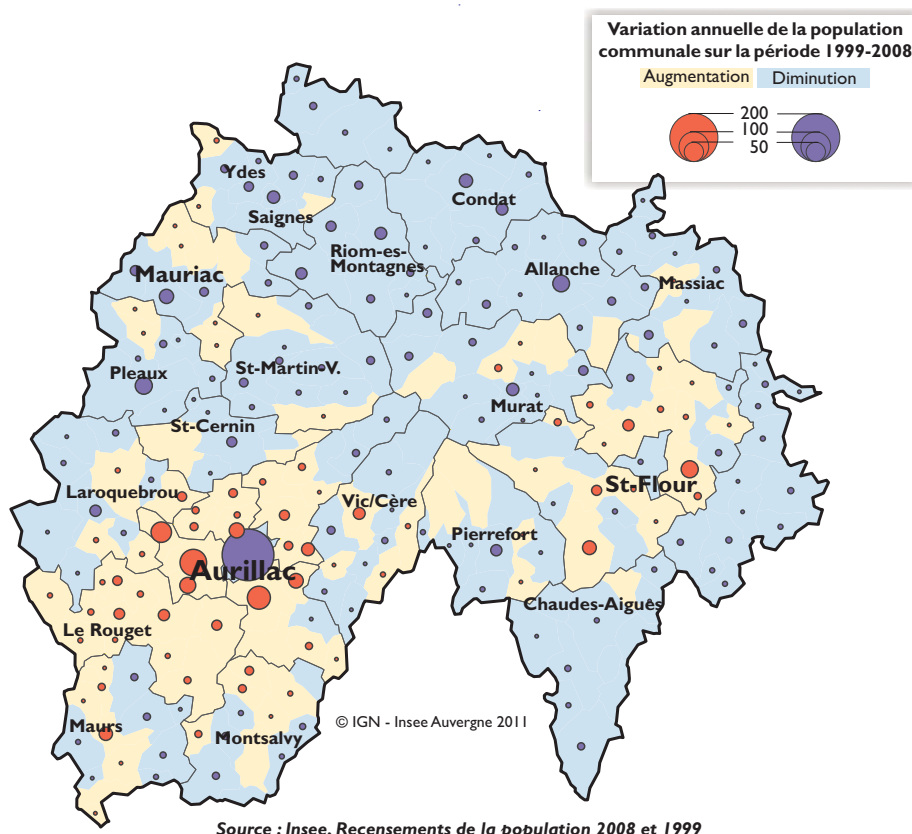 Variation annuelle de la population
communale sur la période 1999-2008
Augmentation Diminution
200
100
50
Ydes
Saignes
Condat
Riom-es-
Montagnes
Allanche
Massiac
Mauriac
Pleaux
St-Martin V.
Murat
St-Cernin
St-Flour
Laroquebrou
Vic/Cère
Pierrefort
Aurillac
Chaudes-Aigues
Le Rouget
Maurs
Montsalvy
© IGN - Insee Auvergne 2011
Source : Insee, Recensements de la population 2008 et 1999